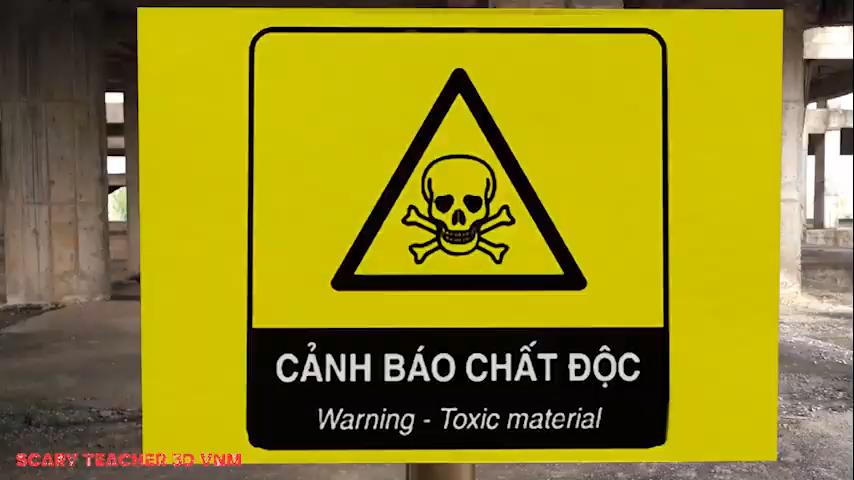 CẢNH BÁO CHẤT ĐỘC
Warning - Toxic material
SCARY TEACHER 3D VNM